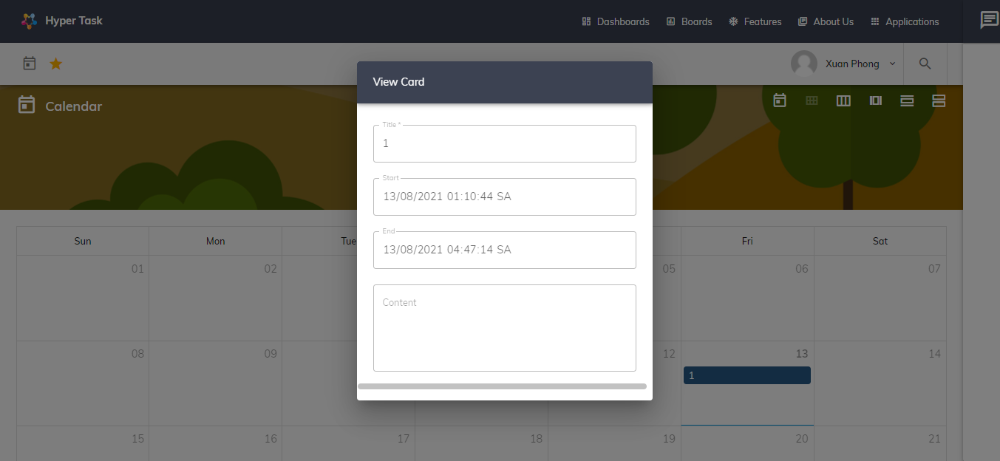 Hyper Task
Dashboards Boards Features About Us Applications
Xuan Phong
Calendar
View Card
Title *
1
Start
13/08/2021 01:10:44 SA
End
13/08/2021 04:47:14 SA
Content
Sun Mon Tue Fri Sat
01 02 05 06 07
08 09 12 13 14
1
15 16 17 18 19 20 21